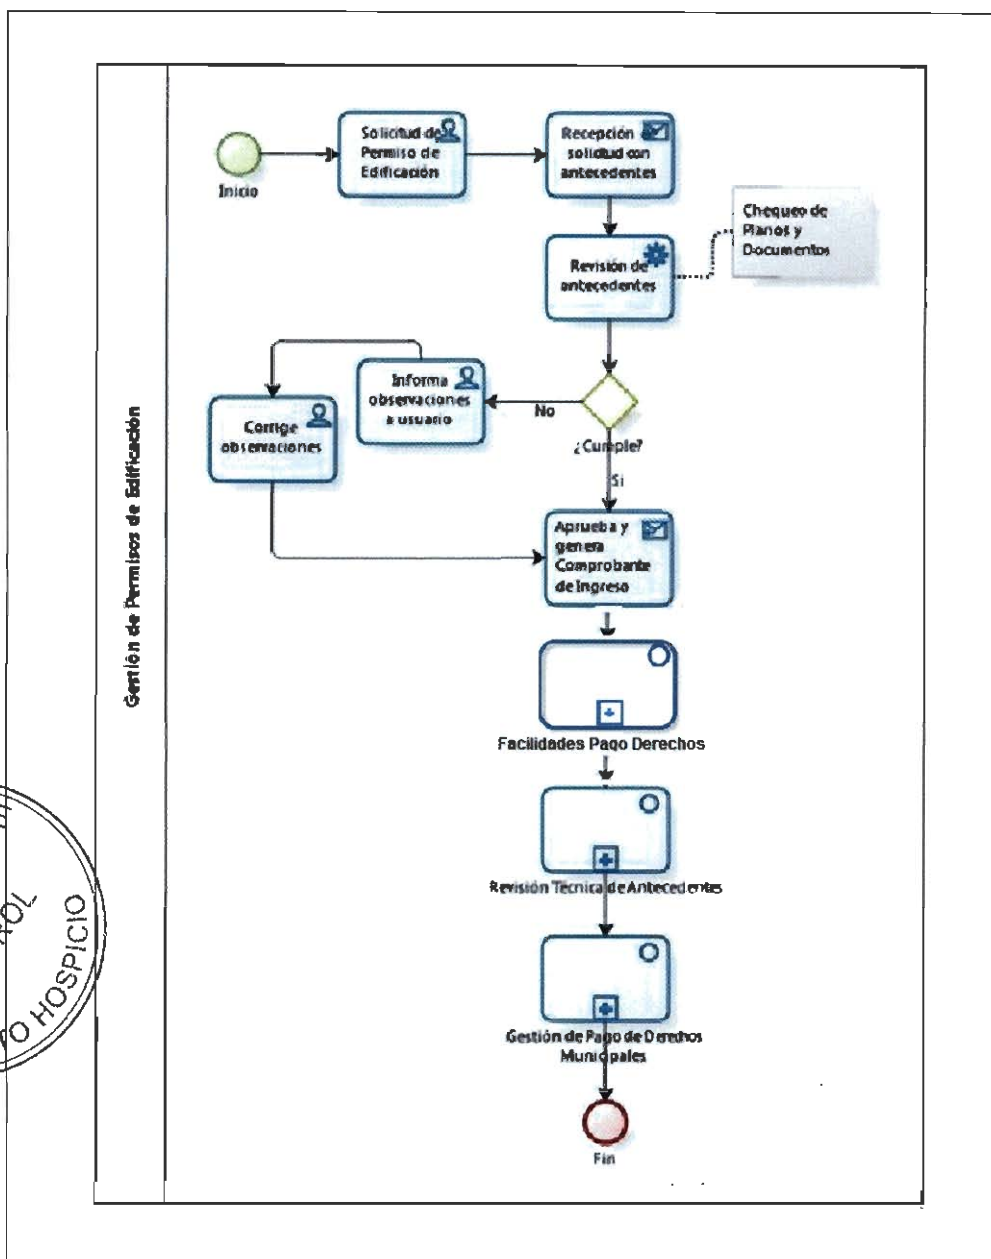 Gestión de Permisos de Edificación
Inicio
Solicitud de
Permiso de
Edificación
Recepción
solicitud con
antecedentes
Chequeo de
Planos y
Documentos
Revisión de
antecedentes
Informa
observaciones
a usuario
No
¿Cumple?
Si
Corrige
observaciones
Aprueba y
genera
Comprobante
de Ingreso
Facilidades Pago Derechos
Revisión Técnica de Antecedentes
Gestión de Pago de Derechos
Municipales
Fin
TO HOSPICIO